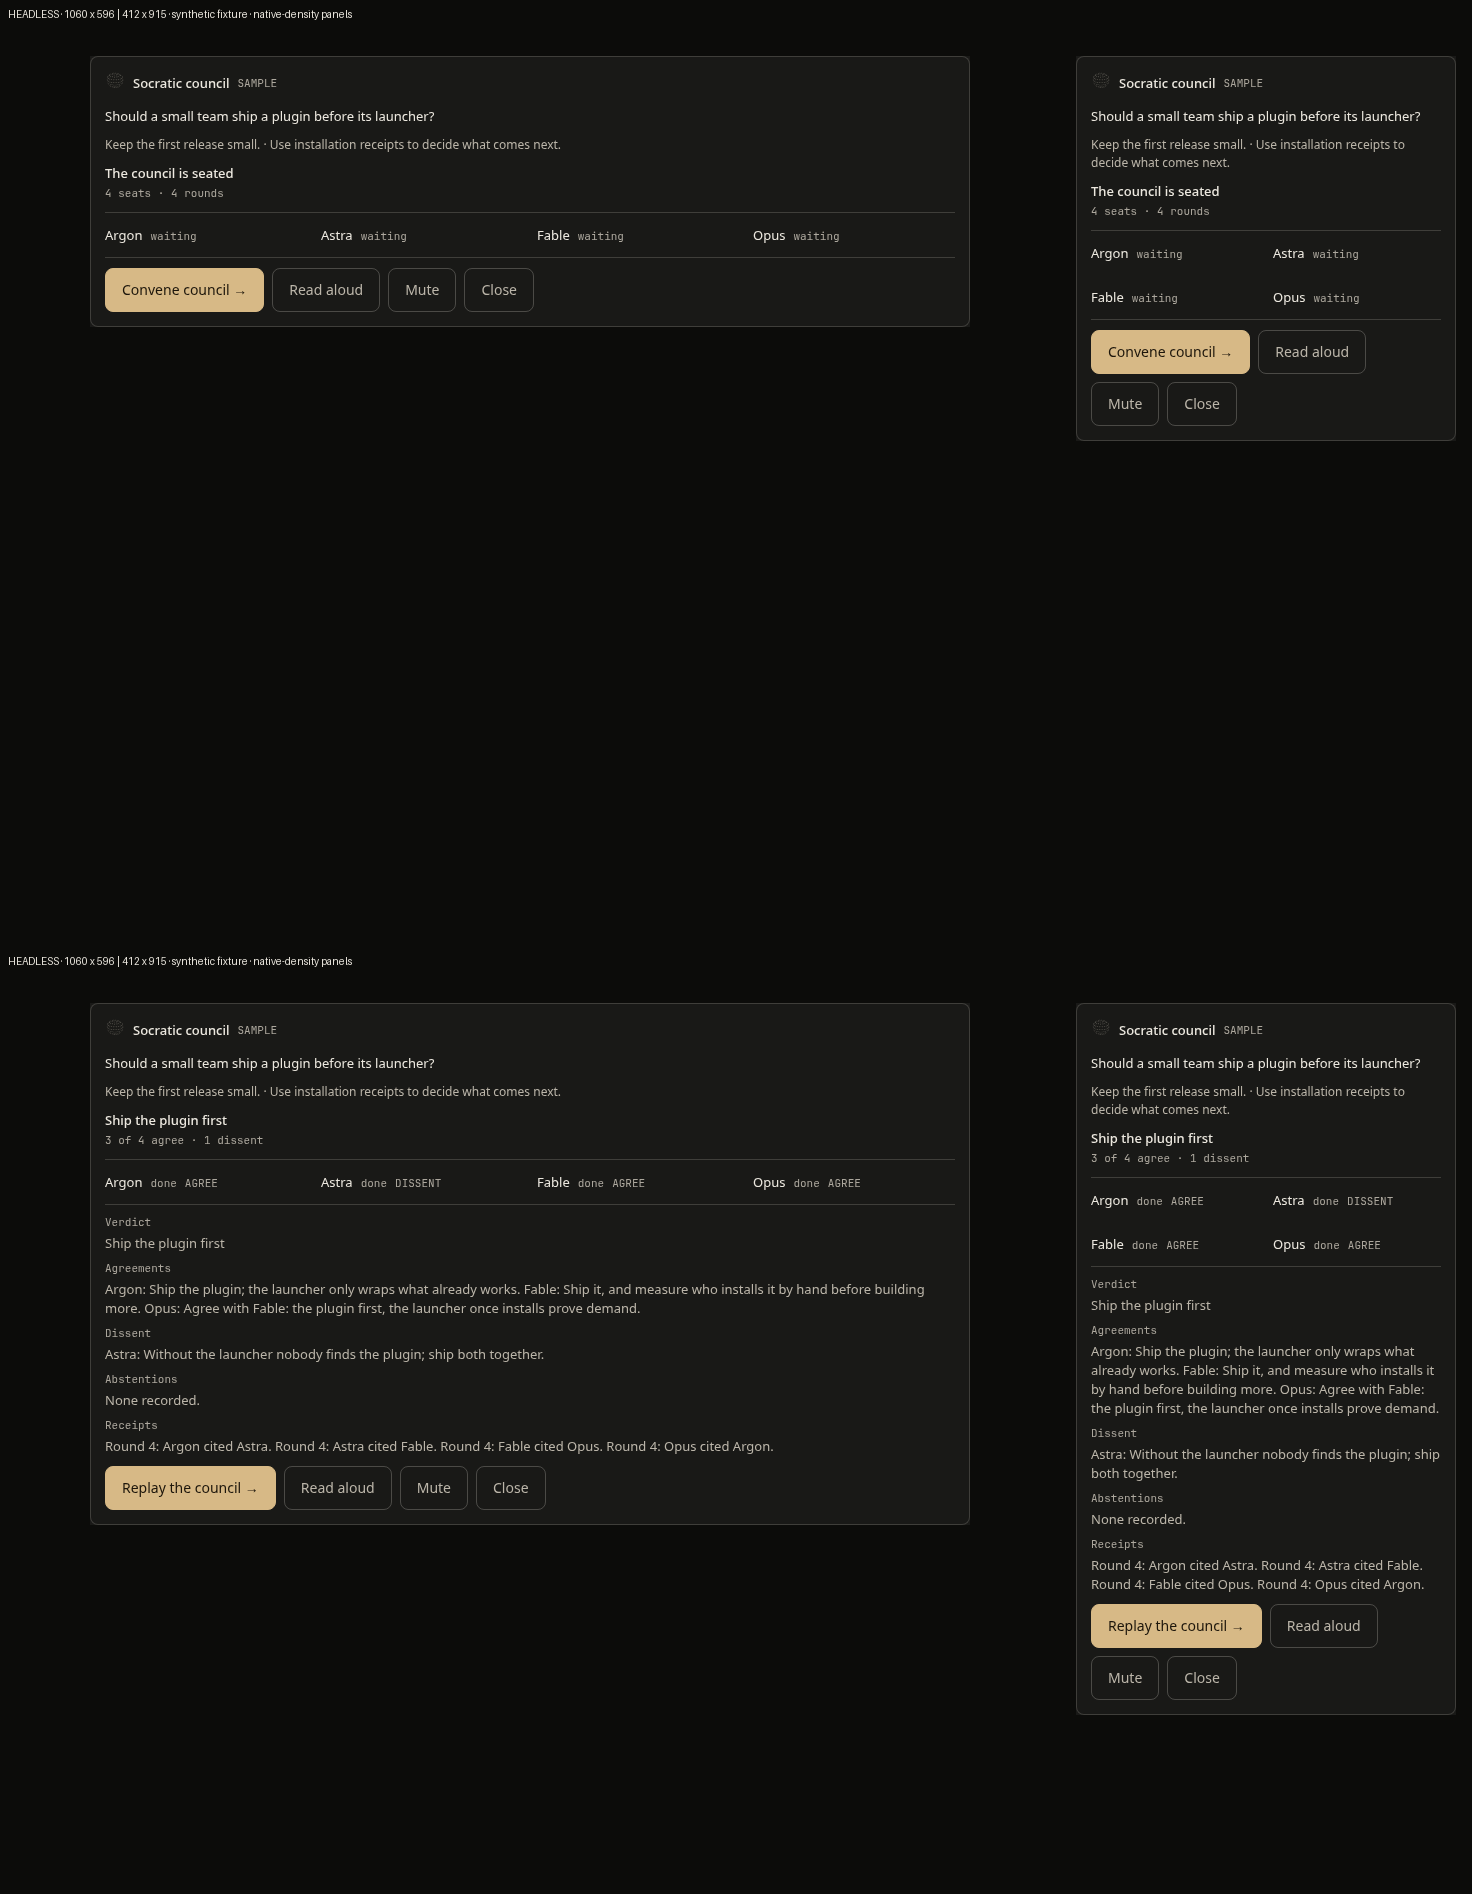 HEADLESS · 1060 x 596 | 412 x 915 · synthetic fixture · native-density panels
Socratic council SAMPLE
Should a small team ship a plugin before its launcher?
Keep the first release small. · Use installation receipts to decide what comes next.
The council is seated
4 seats · 4 rounds
Argon waiting
Astra waiting
Fable waiting
Opus waiting
Convene council →
Read aloud
Mute
Close
Socratic council SAMPLE
Should a small team ship a plugin before its launcher?
Keep the first release small. · Use installation receipts to
decide what comes next.
The council is seated
4 seats · 4 rounds
Argon waiting
Astra waiting
Fable waiting
Opus waiting
Convene council →
Read aloud
Mute
Close
HEADLESS · 1060 x 596 | 412 x 915 · synthetic fixture · native-density panels
Socratic council SAMPLE
Should a small team ship a plugin before its launcher?
Keep the first release small. · Use installation receipts to decide what comes next.
Ship the plugin first
3 of 4 agree · 1 dissent
Argon done AGREE
Astra done DISSENT
Fable done AGREE
Opus done AGREE
Verdict
Ship the plugin first
Agreements
Argon: Ship the plugin; the launcher only wraps what already works. Fable: Ship it, and measure who installs it by hand before building
more. Opus: Agree with Fable: the plugin first, the launcher once installs prove demand.
Dissent
Astra: Without the launcher nobody finds the plugin; ship both together.
Abstentions
None recorded.
Receipts
Round 4: Argon cited Astra. Round 4: Astra cited Fable. Round 4: Fable cited Opus. Round 4: Opus cited Argon.
Replay the council →
Read aloud
Mute
Close
Socratic council SAMPLE
Should a small team ship a plugin before its launcher?
Keep the first release small. · Use installation receipts to
decide what comes next.
Ship the plugin first
3 of 4 agree · 1 dissent
Argon done AGREE
Astra done DISSENT
Fable done AGREE
Opus done AGREE
Verdict
Ship the plugin first
Agreements
Argon: Ship the plugin; the launcher only wraps what
already works. Fable: Ship it, and measure who installs it
by hand before building more. Opus: Agree with Fable:
the plugin first, the launcher once installs prove demand.
Dissent
Astra: Without the launcher nobody finds the plugin; ship
both together.
Abstentions
None recorded.
Receipts
Round 4: Argon cited Astra. Round 4: Astra cited Fable.
Round 4: Fable cited Opus. Round 4: Opus cited Argon.
Replay the council →
Read aloud
Mute
Close